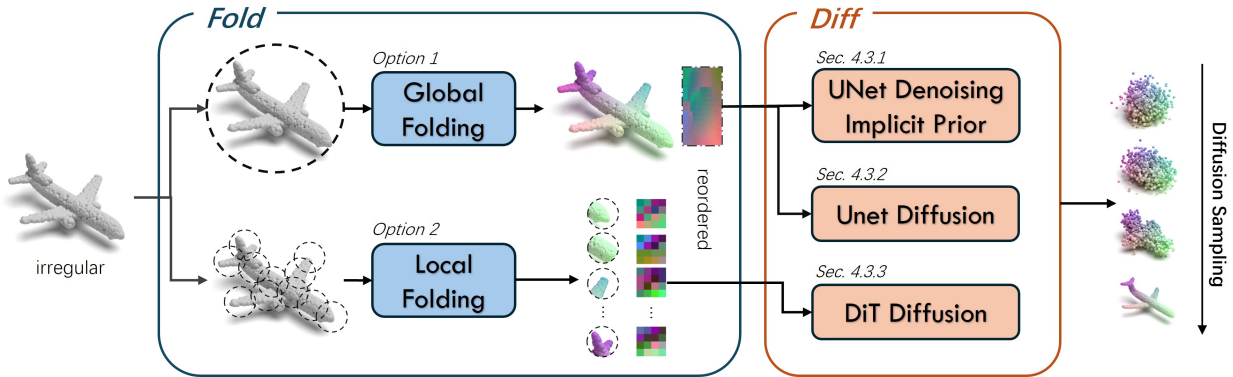 Fold
Diff
Option 1
Global
Folding
Sec. 4.3.1
UNet Denoising
Implicit Prior
irregular
reordered
Sec. 4.3.2
Unet Diffusion
Option 2
Local
Folding
Sec. 4.3.3
DiT Diffusion
Diffusion Sampling